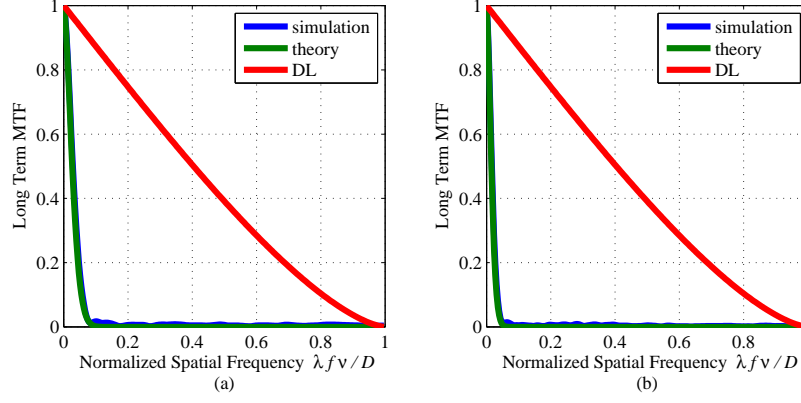 1
0.8
0.6
0.4
0.2
0
Long Term MTF
simulation
theory
DL
0 0.2 0.4 0.6 0.8 1
Normalized Spatial Frequency λ f ν / D
(a)
1
0.8
0.6
0.4
0.2
0
Long Term MTF
simulation
theory
DL
0 0.2 0.4 0.6 0.8
Normalized Spatial Frequency λ f ν / D
(b)